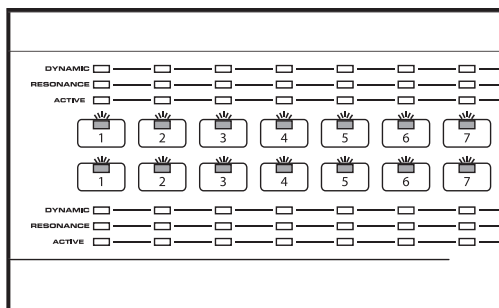 DYNAMIC
RESONANCE
ACTIVE
1 2 3 4 5 6 7
1 2 3 4 5 6 7
DYNAMIC
RESONANCE
ACTIVE